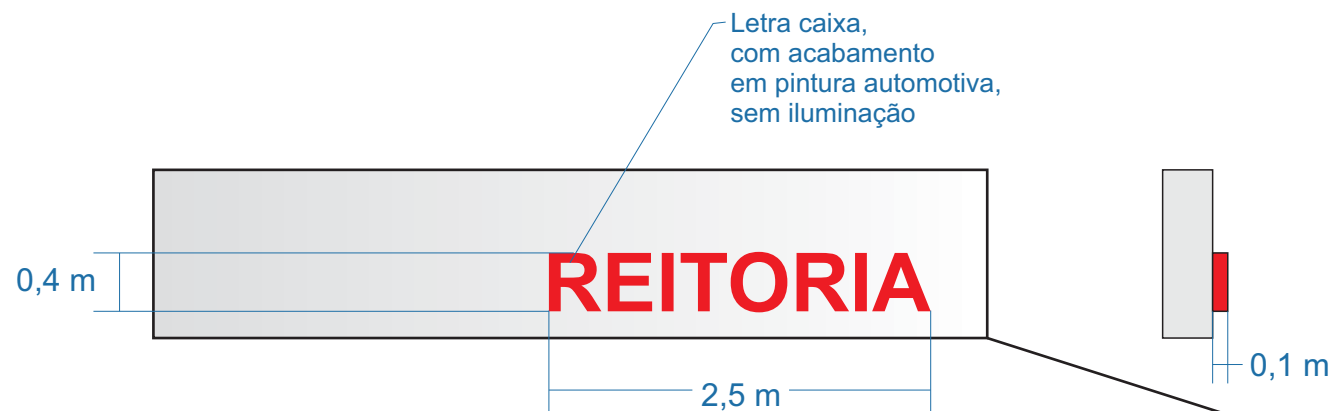 Letra caixa,
com acabamento
em pintura automotiva,
sem iluminação
0,4 m
REITORIA
0,1 m
2,5 m